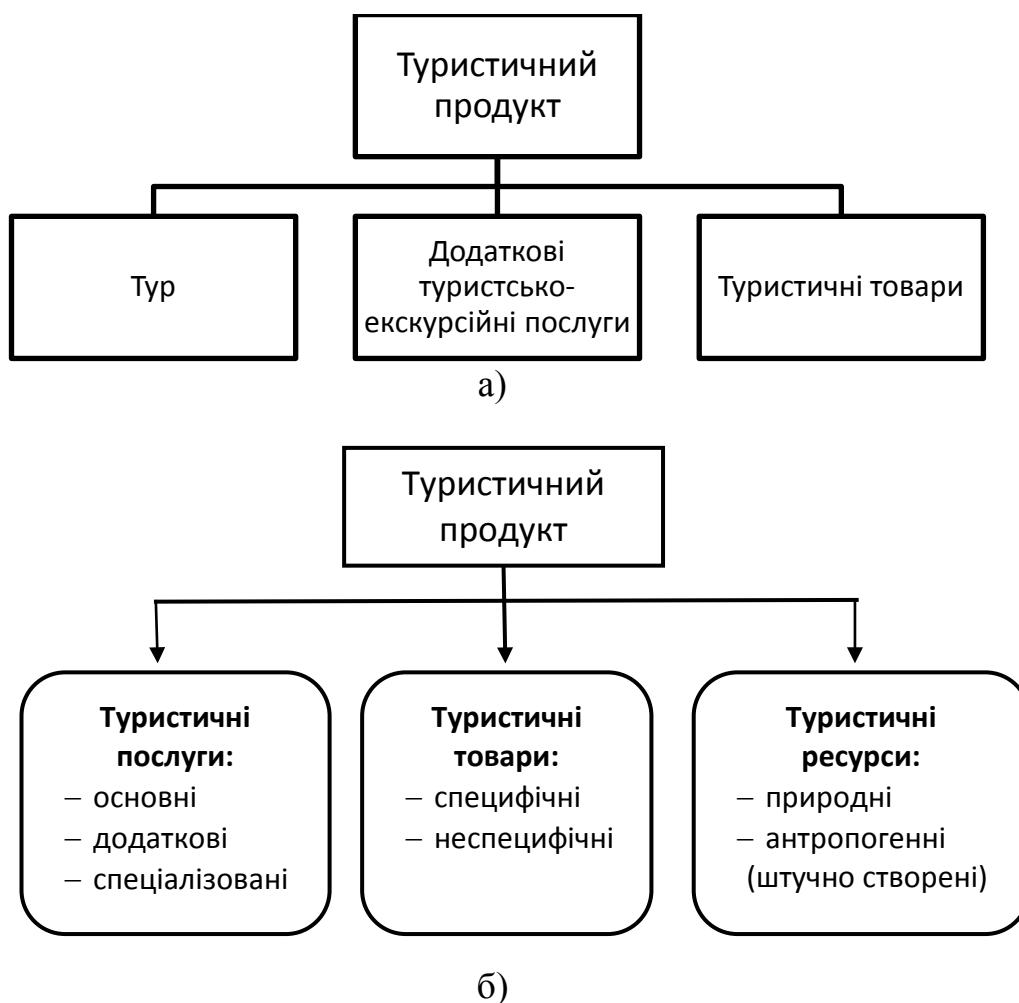 Туристичний
продукт
Тур
Додаткові
туристсько-
екскурсійні послуги
Туристичні товари
а)
Туристичний
продукт
Туристичні
послуги:
– основні
– додаткові
– спеціалізовані
Туристичні
товари:
– специфічні
– неспецифічні
Туристичні
ресурси:
– природні
– антропогенні
(штучно створені)
б)